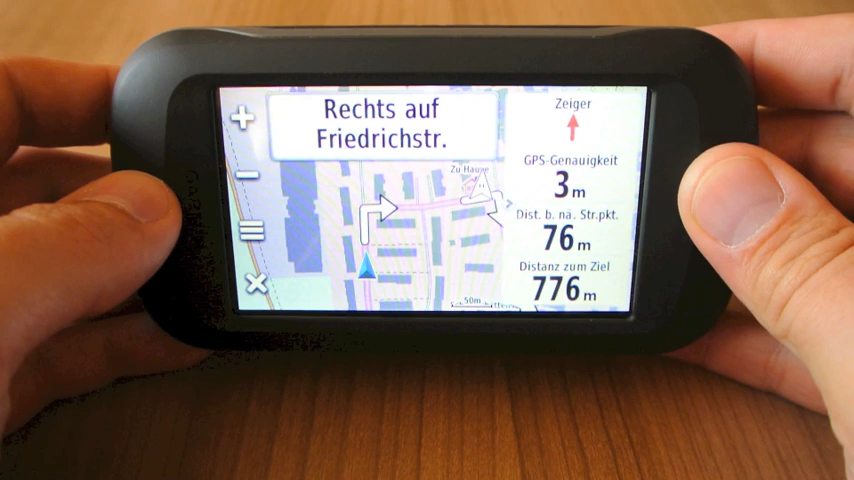 Rechts auf
Friedrichstr.
Zeiger
GPS-Genauigkeit
3m
Dist. b. nä. Str.pkt.
76m
Distanz zum Ziel
776m
Zu Hause
50m